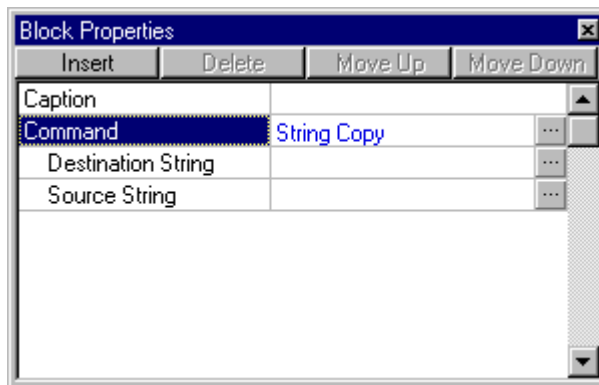 Block Properties
Insert Delete Move Up Move Down
Caption
Command String Copy ...
Destination String ...
Source String ...